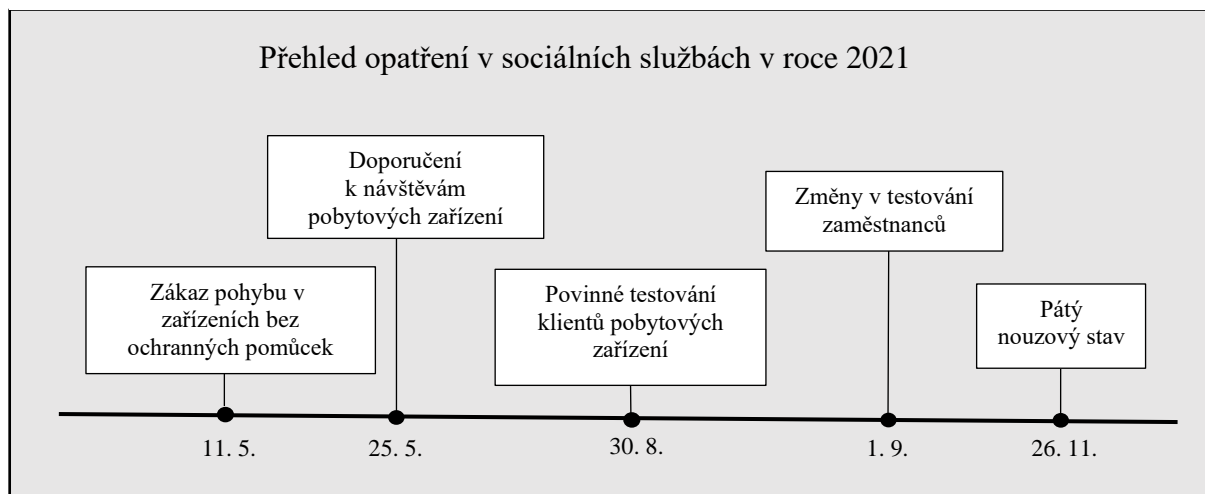 Přehled opatření v sociálních službách v roce 2021
Doporučení
k návštěvám
pobytových zařízení
Změny v testování
zaměstnanců
Zákaz pohybu v
zařízeních bez
ochranných pomůcek
Povinné testování
klientů pobytových
zařízení
Pátý
nouzový stav
11. 5.
25. 5.
30. 8.
1. 9.
26. 11.